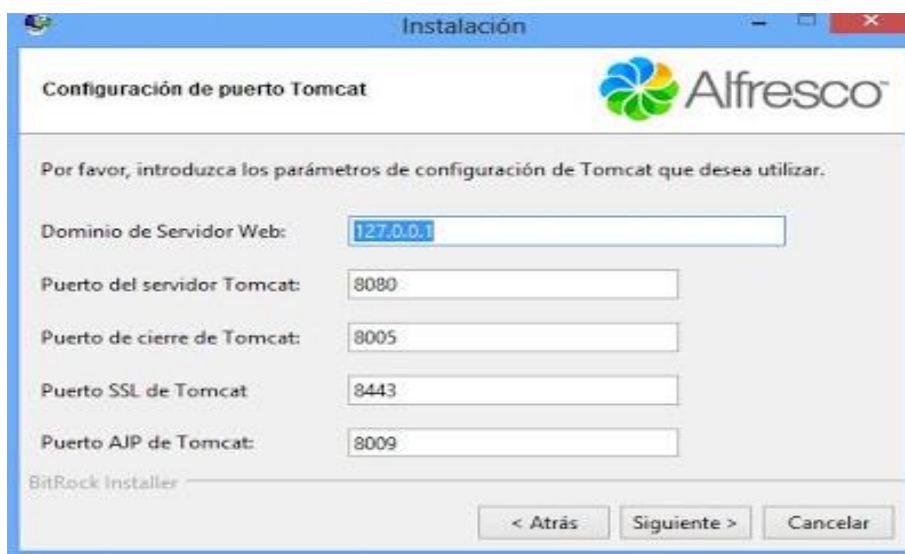 Instalación
Configuración de puerto Tomcat
Alfresco™
Por favor, introduzca los parámetros de configuración de Tomcat que desea utilizar.
Dominio de Servidor Web: 127.0.0.1
Puerto del servidor Tomcat: 8080
Puerto de cierre de Tomcat: 8005
Puerto SSL de Tomcat 8443
Puerto AJP de Tomcat: 8009
BitRock Installer
< Atrás Siguiente > Cancelar